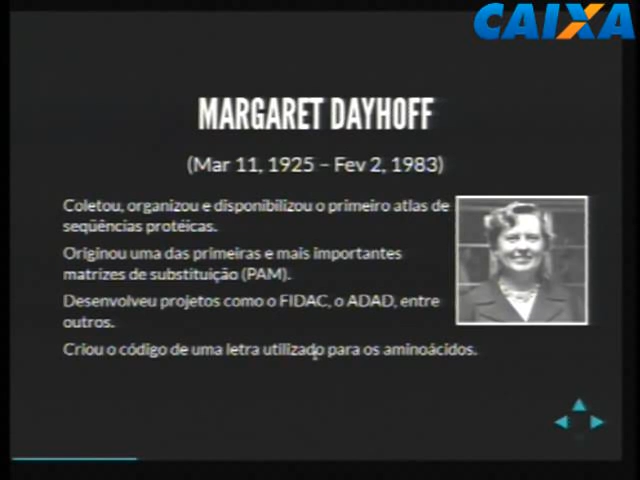 CAIXA
MARGARET DAYHOFF
(Mar 11, 1925 – Fev 2, 1983)
Coletou, organizou e disponibilizou o primeiro atlas de
seqüências protéicas.
Originou uma das primeiras e mais importantes
matrizes de substituição (PAM).
Desenvolveu projetos como o FIDAC, o ADAD, entre
outros.
Criou o código de uma letra utilizado para os aminoácidos.